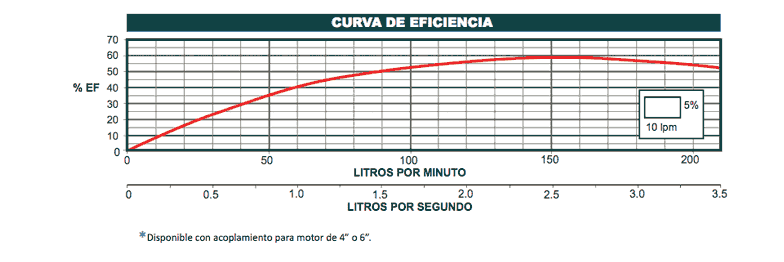 CURVA DE EFICIENCIA
70
60
50
40
30
20
10
0
% EF
5%
10 lpm
0 50 100 150 200
LITROS POR MINUTO
0 0.5 1.0 1.5 2.0 2.5 3.0 3.5
LITROS POR SEGUNDO
*Disponible con acoplamiento para motor de 4” o 6”.